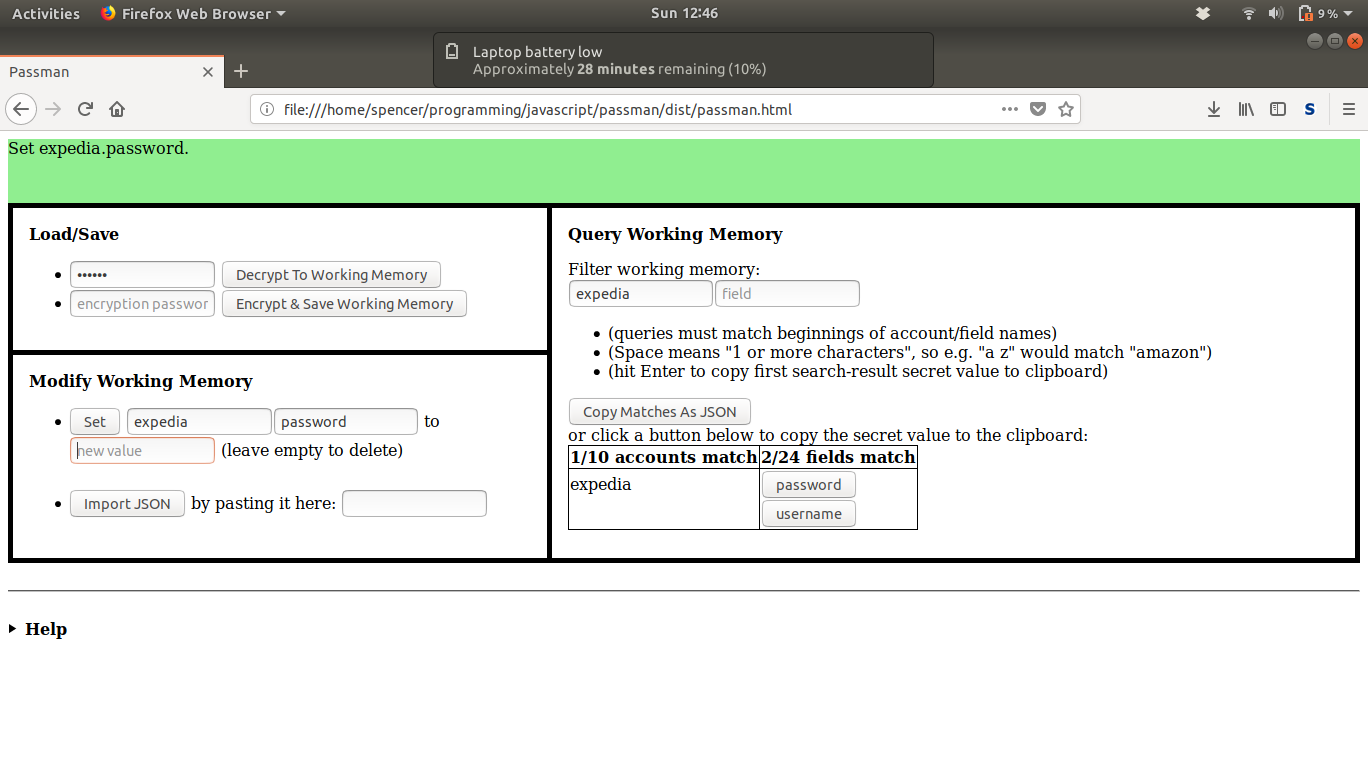 Activities Firefox Web Browser Sun 12:46 9 %
Laptop battery low
Approximately 28 minutes remaining (10%)
Passman
file:///home/spencer/programming/javascript/passman/dist/passman.html S
Set expedia.password.
Load/Save
•••••• Decrypt To Working Memory
encryption passwor Encrypt & Save Working Memory
Modify Working Memory
Set expedia password to
new value (leave empty to delete)
Import JSON by pasting it here:
Query Working Memory
Filter working memory:
expedia field
(queries must match beginnings of account/field names)
(Space means "1 or more characters", so e.g. "a z" would match "amazon")
(hit Enter to copy first search-result secret value to clipboard)
Copy Matches As JSON
or click a button below to copy the secret value to the clipboard:
1/10 accounts match 2/24 fields match
expedia password
username
Help